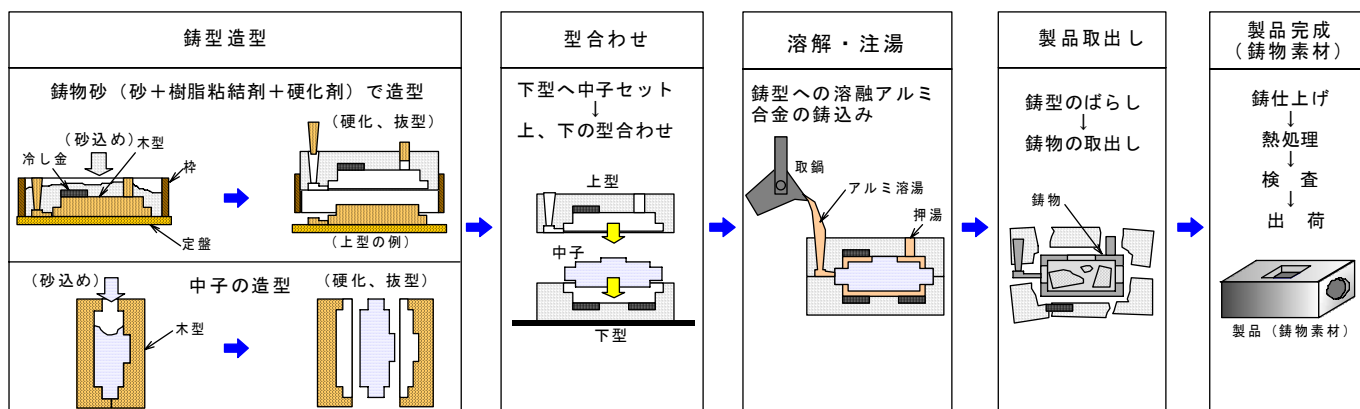 鋳型造型
鋳物砂（砂＋樹脂粘結剤＋硬化剤）で造型
（砂込め）
木型
冷し金
枠
定盤
（硬化、抜型）
（上型の例）
（砂込め）
中子の造型
（硬化、抜型）
木型
型合わせ
下型へ中子セット
↓
上、下の型合わせ
上型
中子
下型
溶解・注湯
鋳型への溶融アルミ
合金の鋳込み
取鍋
アルミ溶湯
押湯
製品取出し
鋳型のばらし
↓
鋳物の取出し
鋳物
製品完成
（鋳物素材）
鋳仕上げ
↓
熱処理
↓
検　査
↓
出　荷
製品（鋳物素材）